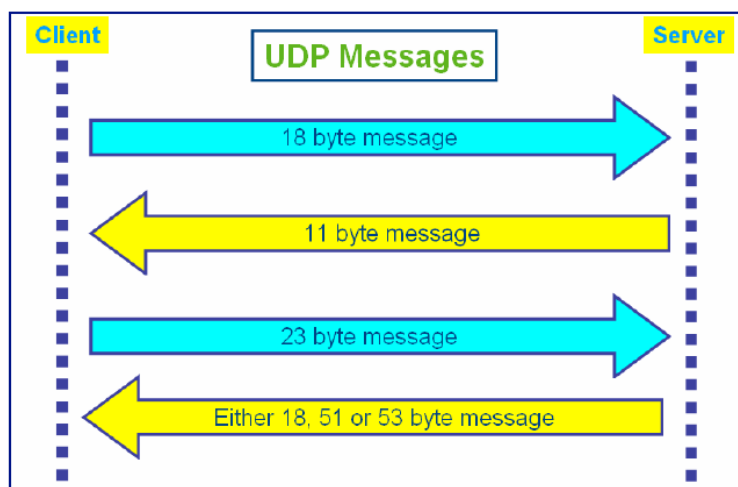 Client
Server
UDP Messages
18 byte message
11 byte message
23 byte message
Either 18, 51 or 53 byte message